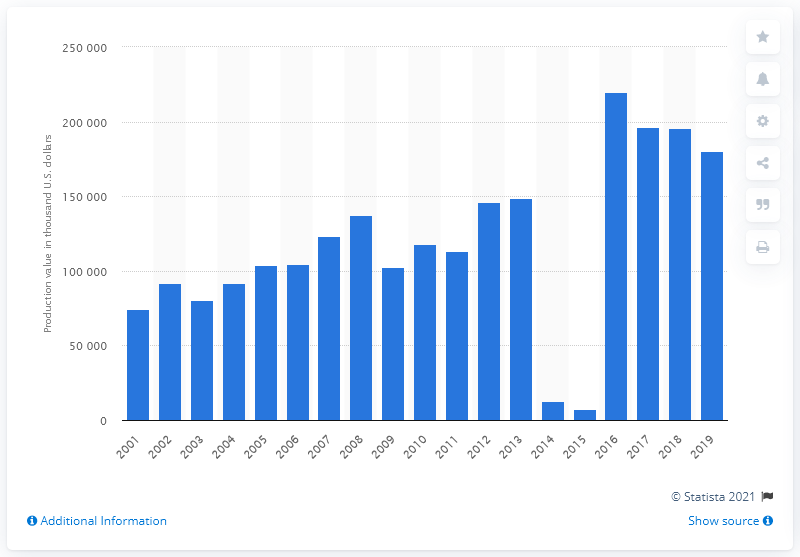 250 000
200 000
150 000
100 000
50 000
0
Production value in thousand U.S. dollars
2001 2002 2003 2004 2005 2006 2007 2008 2009 2010 2011 2012 2013 2014 2015 2016 2017 2018 2019
© Statista 2021
Additional Information
Show source